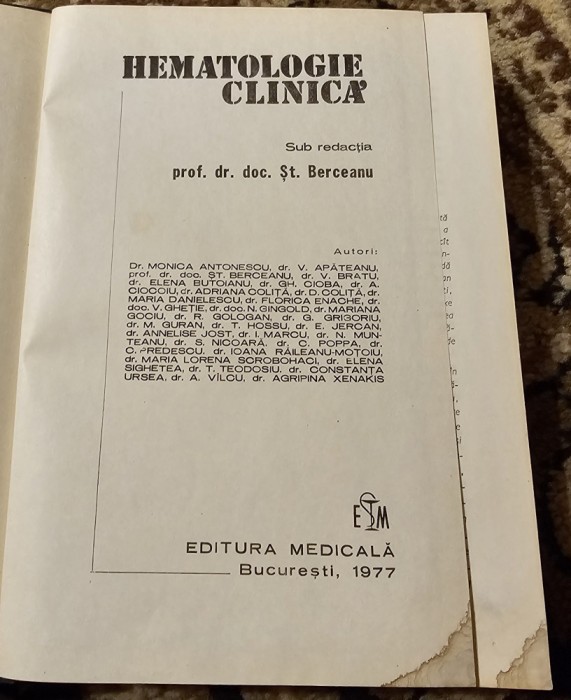 HEMATOLOGIE
CLINICĂ
Sub redacția
prof. dr. doc. Șt. Berceanu
Autori:
Dr. MONICA ANTONESCU, dr. V. APĂTEANU,
prof. dr. doc. ȘT. BERCEANU, dr. V. BRATU,
dr. ELENA BUTOIANU, dr. GH. CIOBA, dr. A.
CIOCOIU, dr. ADRIANA COLIȚĂ, dr. D. COLIȚĂ, dr.
MARIA DANIELESCU, dr. FLORICA ENACHE, dr.
doc. V. GHEȚIE, dr. doc. N. GINGOLD, dr. MARIANA
GOCIU, dr. R. GOLOGAN, dr. G. GRIGORIU,
dr. M. GURAN, dr. T. HOSSU, dr. E. JERCAN,
dr. ANNELISE JOST, dr. I. MARCU, dr. N. MUN-
TEANU, dr. S. NICOARĂ, dr. C. POPPA, dr.
C. PREDESCU, dr. IOANA RĂILEANU-MOȚOIU,
dr. MARIA LORENA SCROBOHACI, dr. ELENA
SIGHETEA, dr. T. TEODOSIU, dr. CONSTANȚA
URSEA, dr. A. VÎLCU, dr. AGRIPINA XENAKIS
EM
EDITURA MEDICALĂ
București, 1977